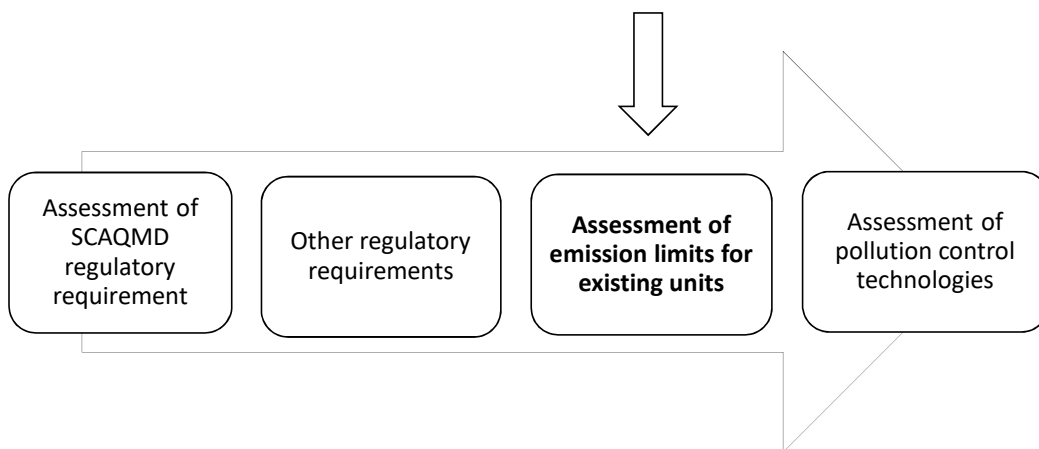 Assessment of
SCAQMD
regulatory
requirement
Other regulatory
requirements
Assessment of
emission limits for
existing units
Assessment of
pollution control
technologies